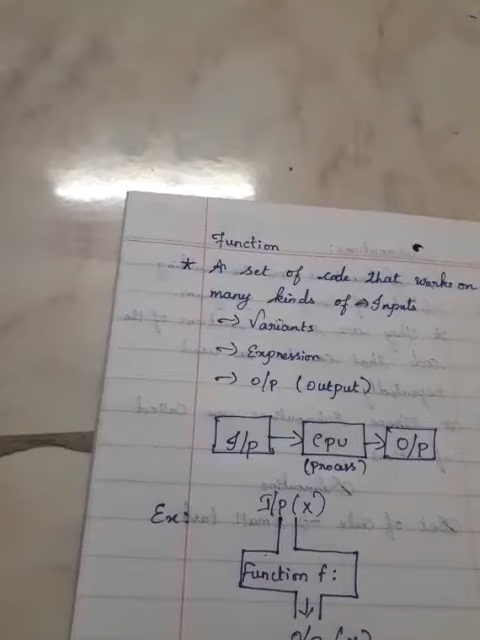 Function
* A set of code that works on
many kinds of Inputs
→ Variants
→ Expression
→ O/P (Output)
I/p → CPU → O/P
(Process)
Ex: I/p (x)
Function f: